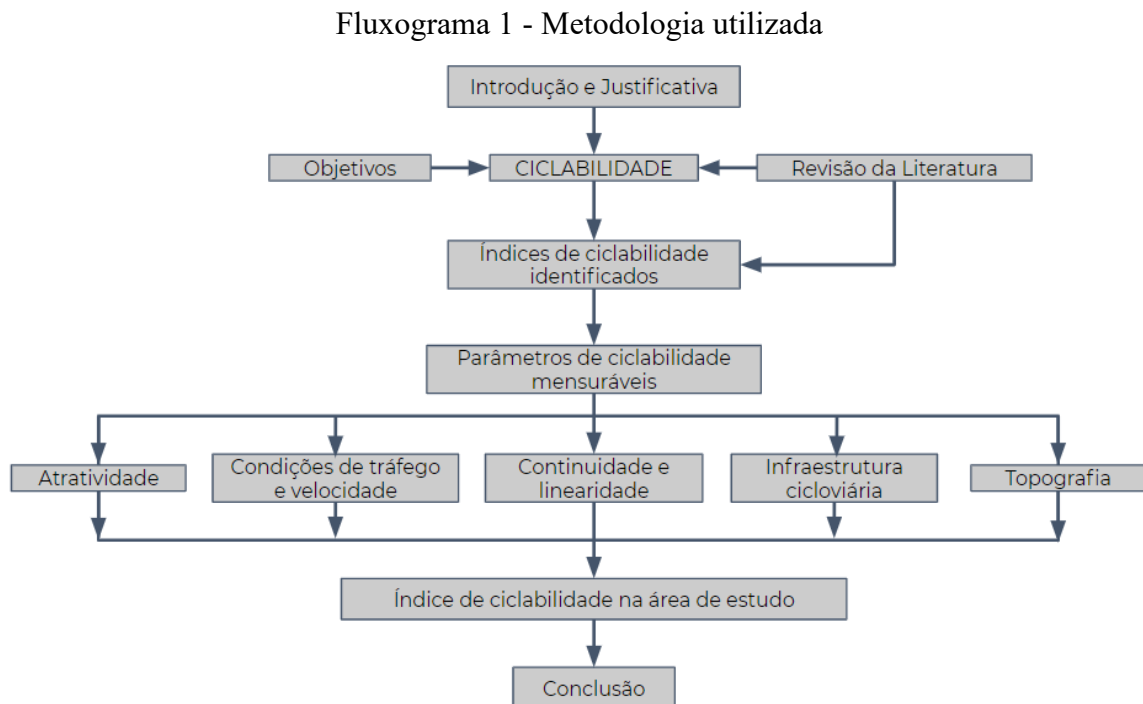 Fluxograma 1 - Metodologia utilizada
Introdução e Justificativa
Objetivos
CICLABILIDADE
Revisão da Literatura
Índices de ciclabilidade
identificados
Parâmetros de ciclabilidade
mensuráveis
Atratividade
Condições de tráfego
e velocidade
Continuidade e
linearidade
Infraestrutura
cicloviária
Topografia
Índice de ciclabilidade na área de estudo
Conclusão